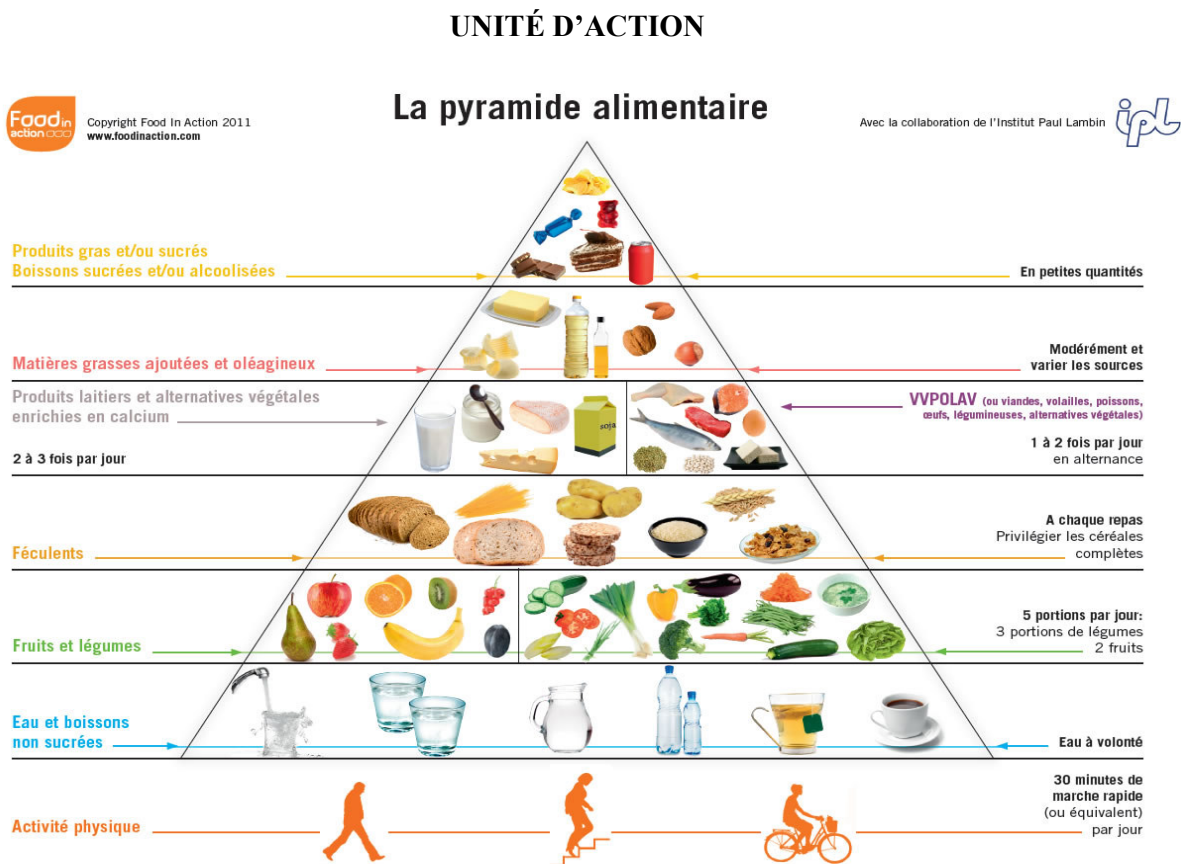 UNITÉ D'ACTION
La pyramide alimentaire
Food in
action
Copyright Food In Action 2011
www.foodinaction.com
Avec la collaboration de l'Institut Paul Lambin
ipl
Produits gras et/ou sucrés
Boissons sucrées et/ou alcoolisées
En petites quantités
Matières grasses ajoutées et oléagineux
Modérément et
varier les sources
Produits laitiers et alternatives végétales
enrichies en calcium
2 à 3 fois par jour
soja
VVPOLAV (ou viandes, volailles, poissons,
œufs, légumineuses, alternatives végétales)
1 à 2 fois par jour
en alternance
Féculents
A chaque repas
Privilégier les céréales
complètes
Fruits et légumes
5 portions par jour:
3 portions de légumes
2 fruits
Eau et boissons
non sucrées
Eau à volonté
Activité physique
30 minutes de
marche rapide
(ou équivalent)
par jour